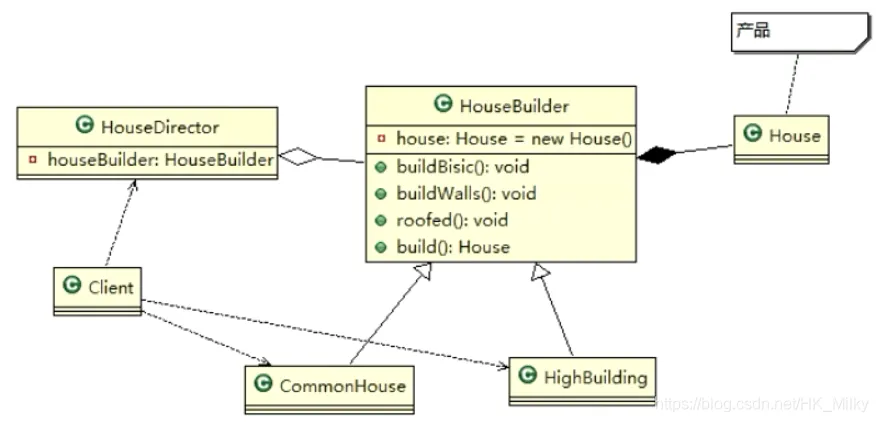 产品
HouseBuilder
HouseDirector
house: House = new House()
House
houseBuilder: HouseBuilder
buildBisic(): void
buildWalls(): void
roofed(): void
build(): House
Client
CommonHouse
HighBuilding
https://blog.csdn.net/HK_Milky